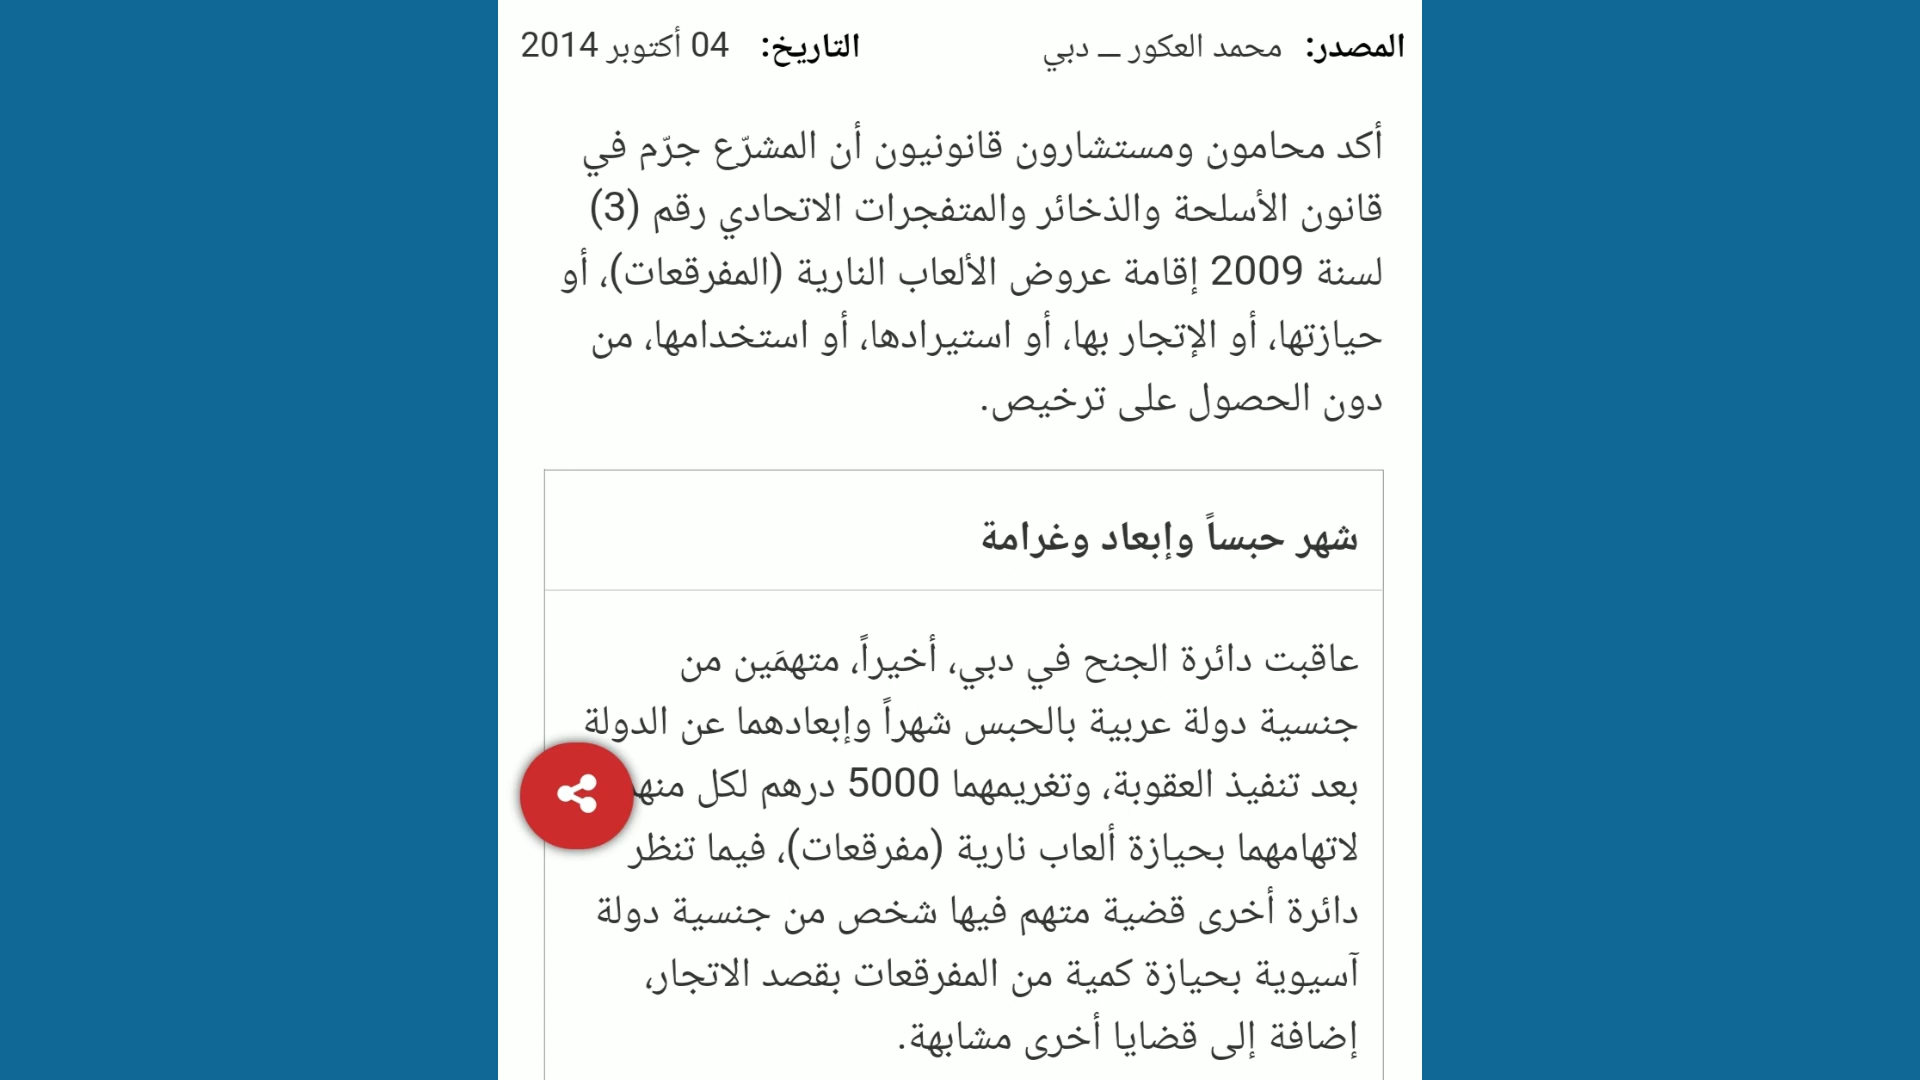 المصدر: محمد العكور ــ دبي التاريخ: 04 أكتوبر 2014
أكد محامون ومستشارون قانونيون أن المشرّع جرّم في
قانون الأسلحة والذخائر والمتفجرات الاتحادي رقم (3)
لسنة 2009 إقامة عروض الألعاب النارية (المفرقعات)، أو
حيازتها، أو الإتجار بها، أو استيرادها، أو استخدامها، من
دون الحصول على ترخيص.
شهر حبساً وإبعاد وغرامة
عاقبت دائرة الجنح في دبي، أخيراً، متهمَين من
جنسية دولة عربية بالحبس شهراً وإبعادهما عن الدولة
بعد تنفيذ العقوبة، وتغريمهما 5000 درهم لكل
لاتهامهما بحيازة ألعاب نارية (مفرقعات)، فيما تنظر
دائرة أخرى قضية متهم فيها شخص من جنسية دولة
آسيوية بحيازة كمية من المفرقعات بقصد الاتجار،
إضافة إلى قضايا أخرى مشابهة.